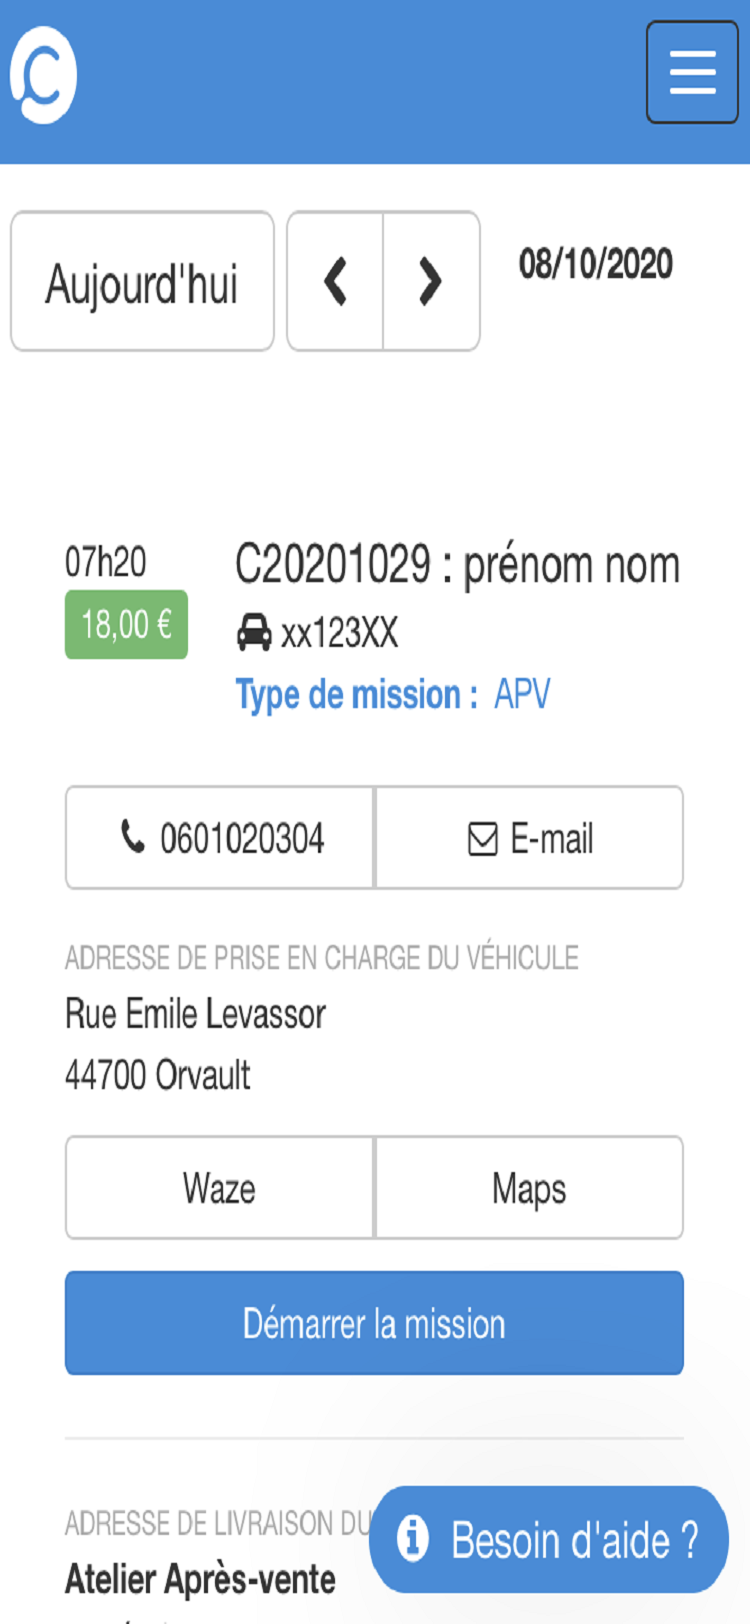 Aujourd'hui
08/10/2020
07h20
18,00 €
C20201029 : prénom nom
xx123XX
Type de mission : APV
0601020304
E-mail
ADRESSE DE PRISE EN CHARGE DU VÉHICULE
Rue Emile Levassor
44700 Orvault
Waze
Maps
Démarrer la mission
ADRESSE DE LIVRAISON DU
Besoin d'aide ?
Atelier Après-vente